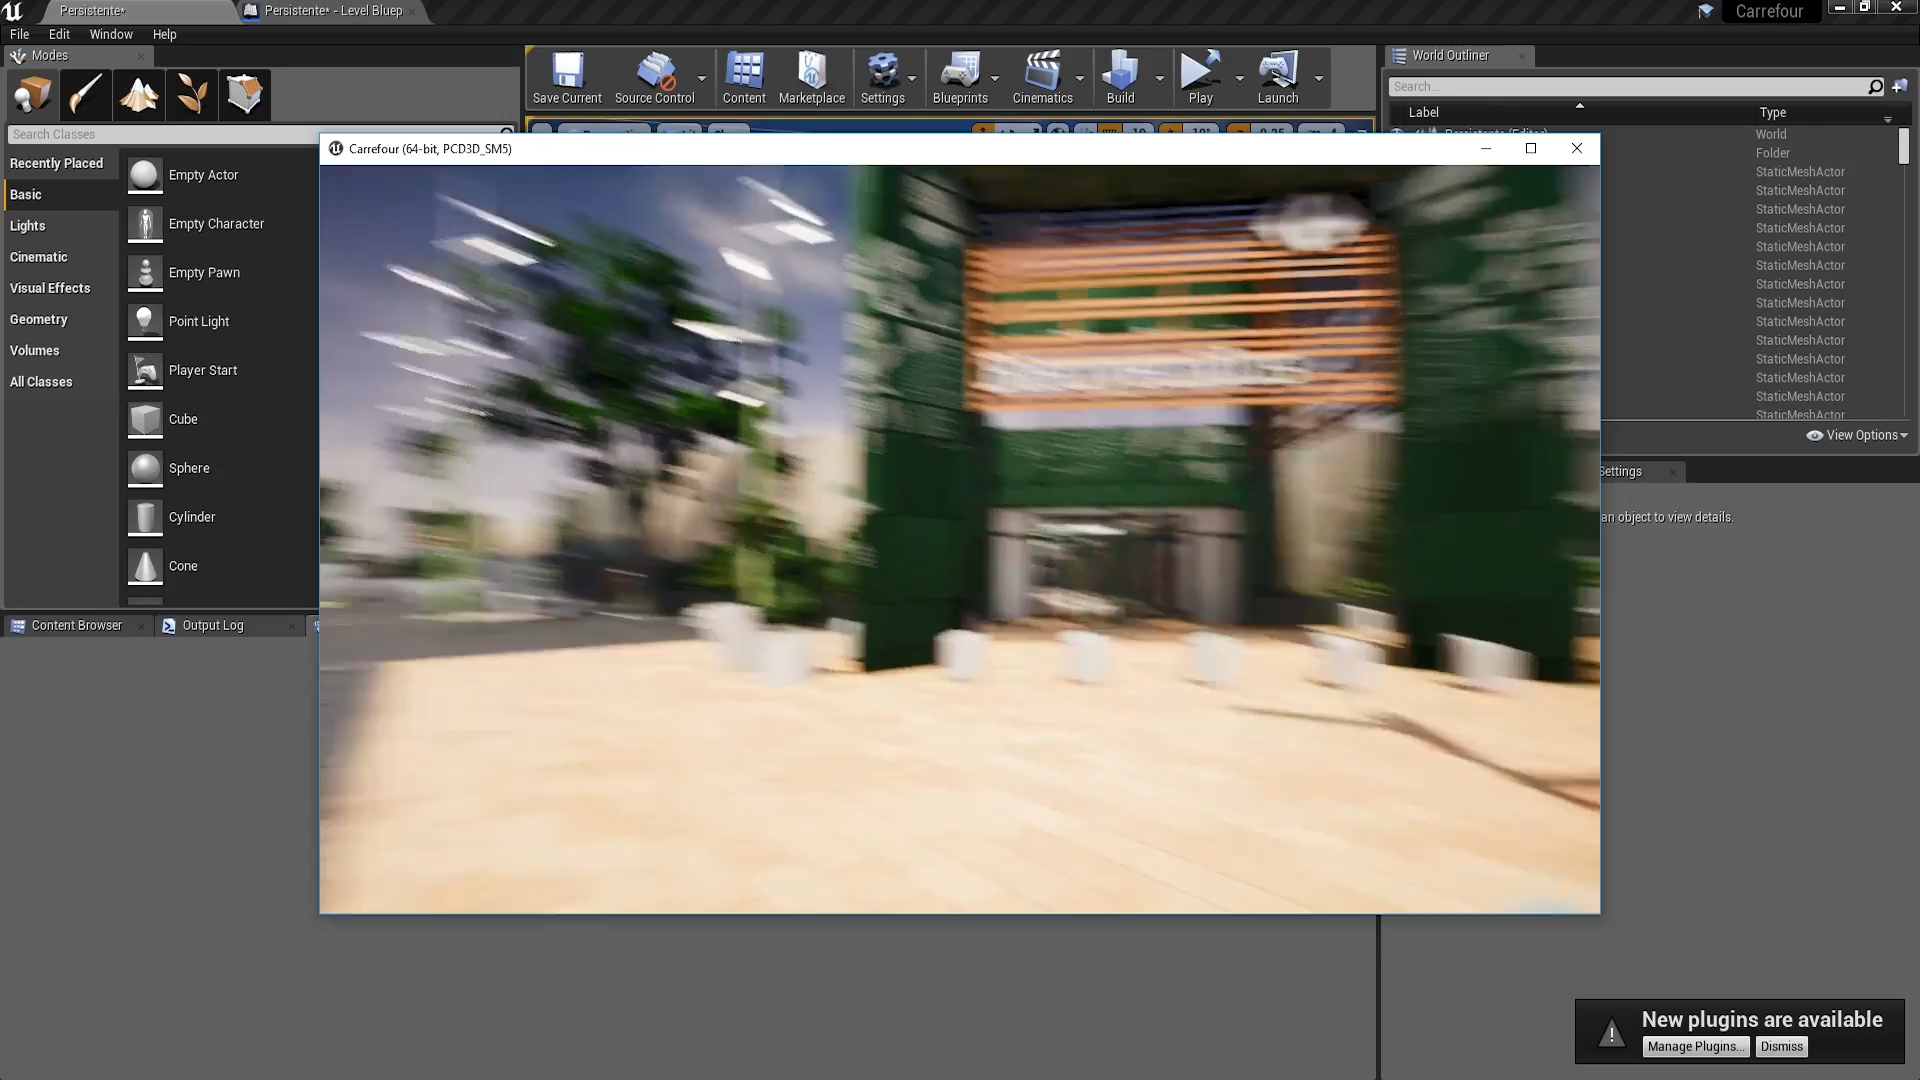 Persistente*
Persistente* - Level Bluep
Carrefour
File
Edit
Window
Help
Modes
Save Current
Source Control
Content
Marketplace
Settings
Blueprints
Cinematics
Build
Play
Launch
World Outliner
Search...
Label
Type
Search Classes
Recently Placed
Basic
Lights
Cinematic
Visual Effects
Geometry
Volumes
All Classes
Empty Actor
Empty Character
Empty Pawn
Point Light
Player Start
Cube
Sphere
Cylinder
Cone
Carrefour (64-bit, PCD3D_SM5)
World
Folder
StaticMeshActor
StaticMeshActor
StaticMeshActor
StaticMeshActor
StaticMeshActor
StaticMeshActor
StaticMeshActor
StaticMeshActor
StaticMeshActor
StaticMeshActor
StaticMeshActor
StaticMeshActor
StaticMeshActor
StaticMeshActor
View Options
Settings
an object to view details.
Content Browser
Output Log
New plugins are available
Manage Plugins...
Dismiss